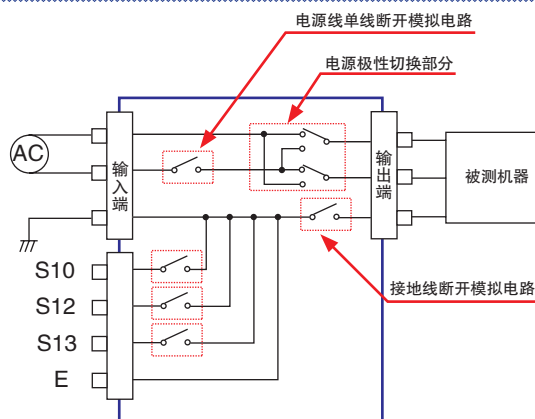 电源线单线断开模拟电路
电源极性切换部分
AC
输入端
输出端
被测机器
S10
S12
S13
E
接地线断开模拟电路